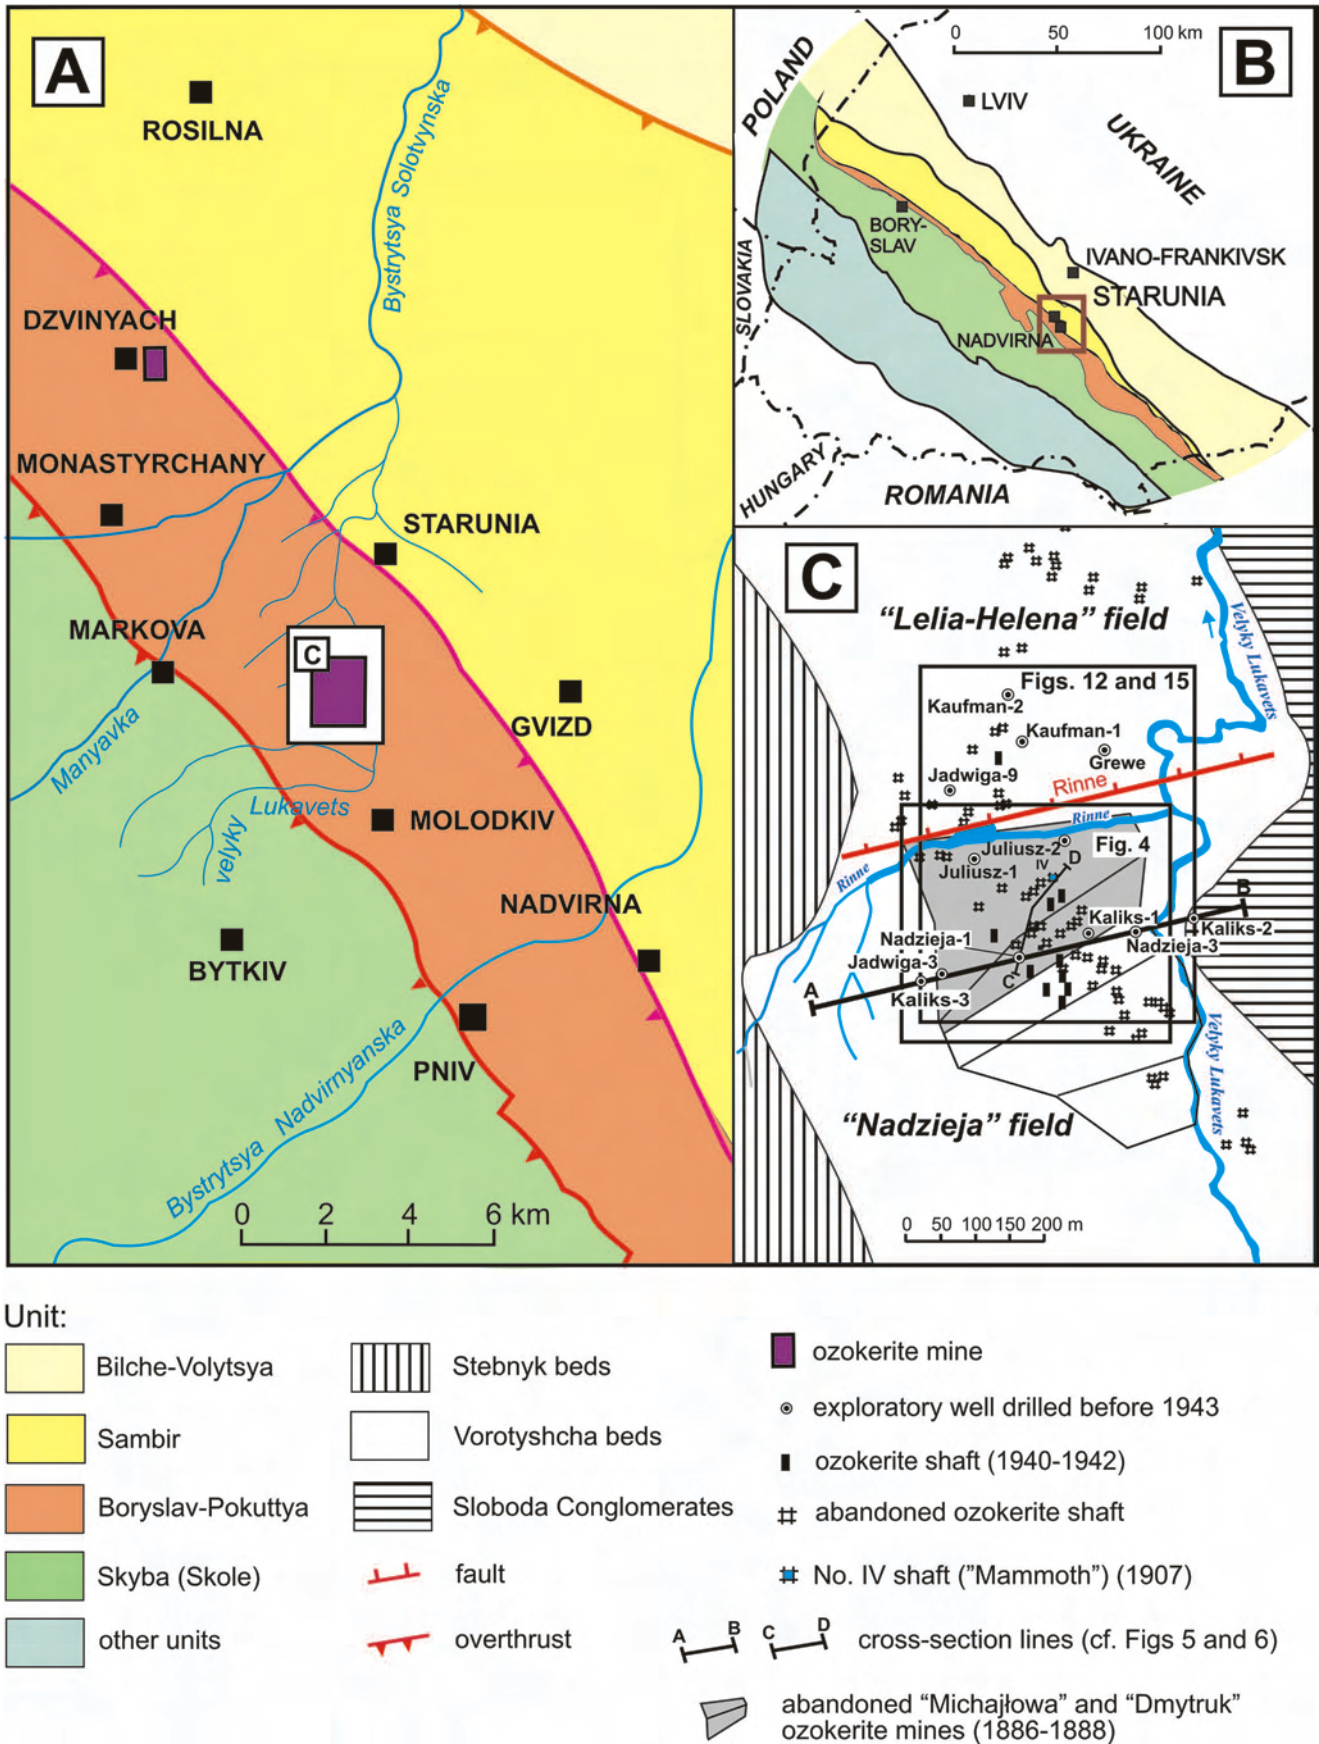 A
ROSILNA
Bystrytsya Solotvynska
DZVINYACH
MONASTYRCHANY
STARUNIA
MARKOVA
C
GVIZD
Manyavka
velyky
Lukavets
MOLODKIV
NADVIRNA
BYTKIV
PNIV
Bystrytsya Nadvirnyanska
0 2 4 6 km
B
0 50 100 km
POLAND
LVIV
UKRAINE
BORY-
SLAV
IVANO-FRANKIVSK
STARUNIA
NADVIRNA
SLOVAKIA
HUNGARY
ROMANIA
C
"Lelia-Helena" field
Velyky Lukavets
Figs. 12 and 15
Kaufman-2
Kaufman-1
Grewe
Jadwiga-9
Rinne
Rinne
Rinne
Juliusz-2
Fig. 4
Juliusz-1
IV
D
B
Kaliks-1
Kaliks-2
Nadzieja-1
Nadzieja-3
Jadwiga-3
C
A
Kaliks-3
Velyky Lukavets
"Nadzieja" field
0 50 100 150 200 m
Unit:
Bilche-Volytsya
Sambir
Boryslav-Pokuttya
Skyba (Skole)
other units
Stebnyk beds
Vorotyshcha beds
Sloboda Conglomerates
fault
overthrust
ozokerite mine
exploratory well drilled before 1943
ozokerite shaft (1940-1942)
abandoned ozokerite shaft
No. IV shaft ("Mammoth") (1907)
A B C D cross-section lines (cf. Figs 5 and 6)
abandoned "Michajłowa" and "Dmytruk"
ozokerite mines (1886-1888)